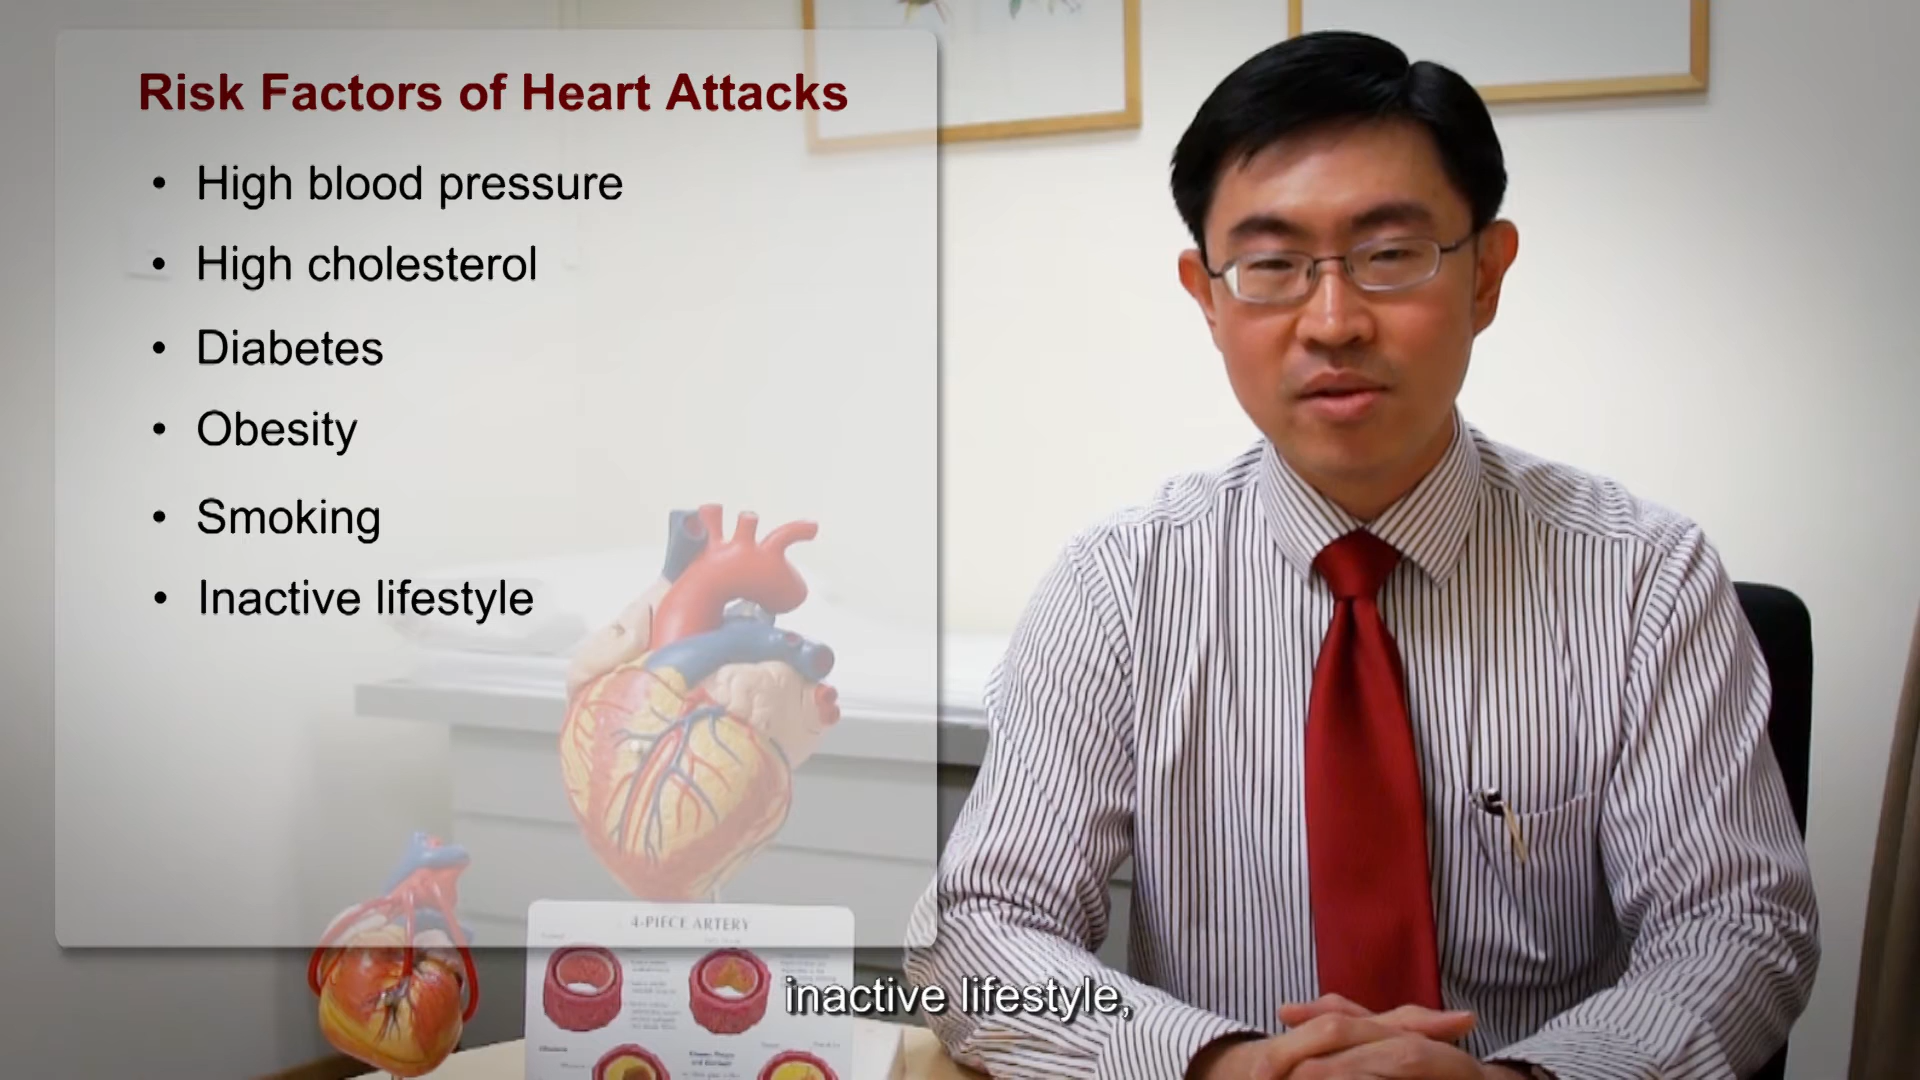 Risk Factors of Heart Attacks
• High blood pressure
• High cholesterol
• Diabetes
• Obesity
• Smoking
• Inactive lifestyle
4-PIECE ARTERY
inactive lifestyle,